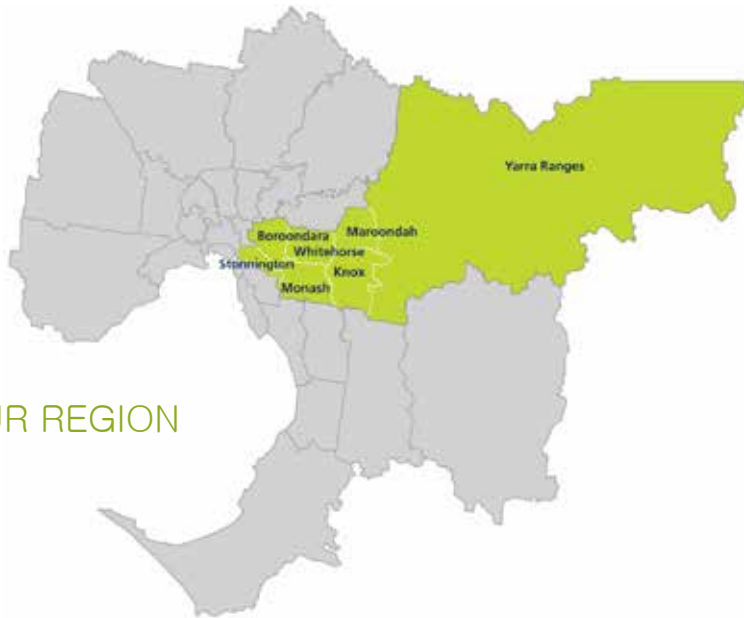 Yarra Ranges
Boroondara
Maroondah
Whitehorse
Stonnington
Knox
Monash
UR REGION